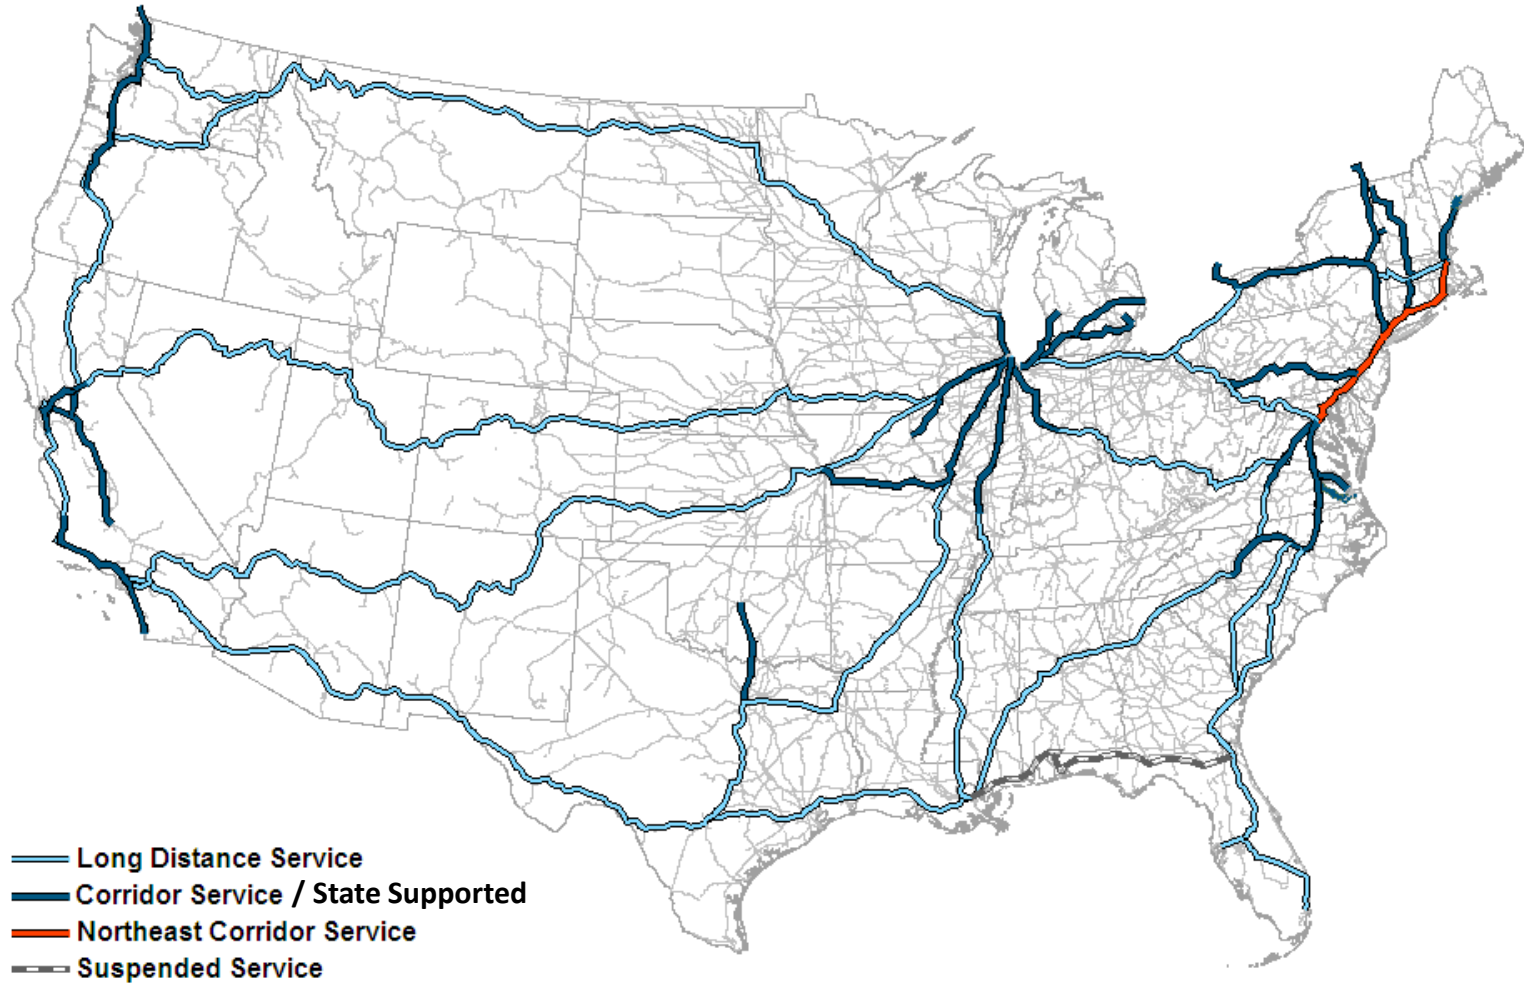 Long Distance Service
Corridor Service / State Supported
Northeast Corridor Service
Suspended Service